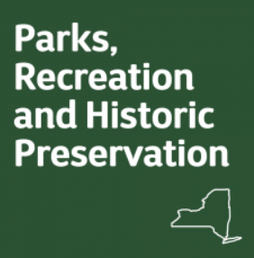 Parks,
Recreation
and Historic
Preservation